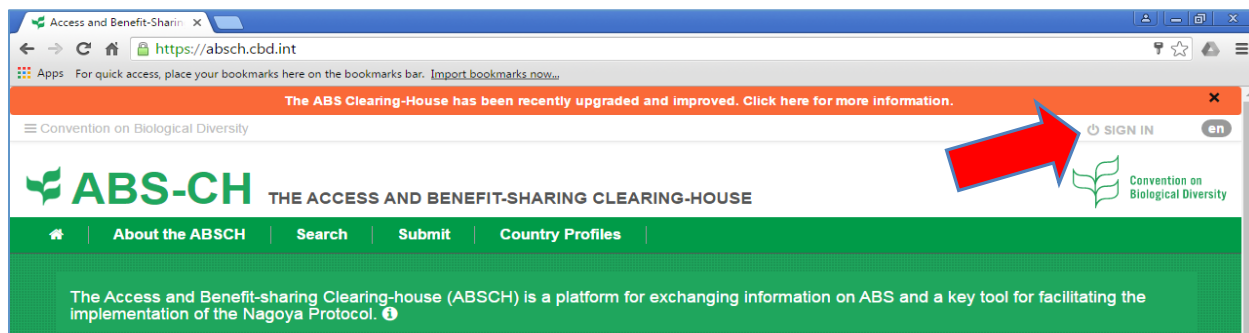 Access and Benefit-Sharin
https://absch.cbd.int
Apps For quick access, place your bookmarks here on the bookmarks bar. Import bookmarks now...
The ABS Clearing-House has been recently upgraded and improved. Click here for more information.
Convention on Biological Diversity
SIGN IN
en
ABS-CH THE ACCESS AND BENEFIT-SHARING CLEARING-HOUSE
Convention on
Biological Diversity
About the ABSCH Search Submit Country Profiles
The Access and Benefit-sharing Clearing-house (ABSCH) is a platform for exchanging information on ABS and a key tool for facilitating the
implementation of the Nagoya Protocol.